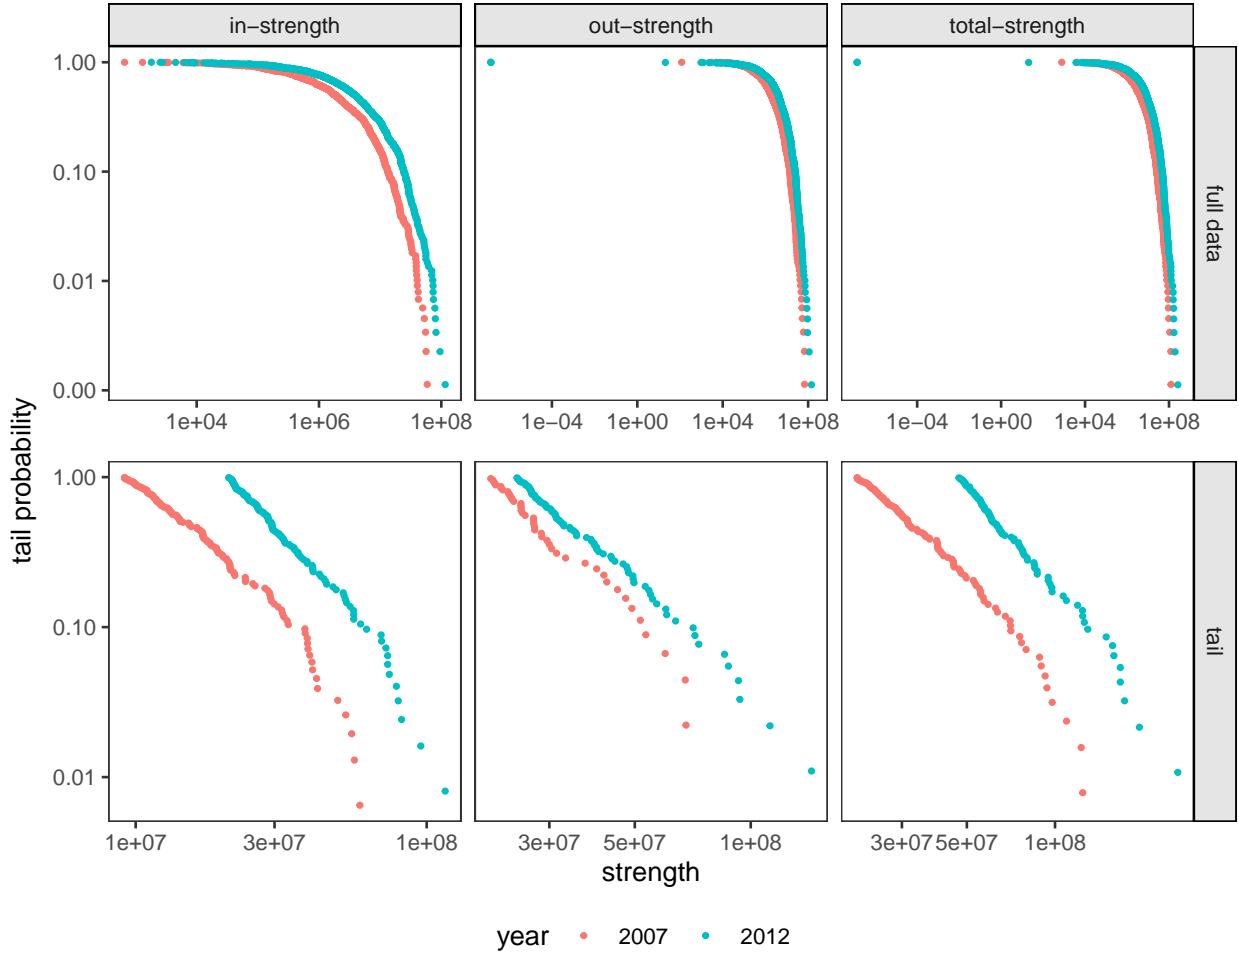 in−strength out−strength total−strength
1.00
0.10
0.01
0.00
full data
1e+04 1e+06 1e+08 1e−04 1e+00 1e+04 1e+08 1e−04 1e+00 1e+04 1e+08
tail probability
1.00
0.10
0.01
tail
1e+07 3e+07 1e+08 3e+07 5e+07 1e+08 3e+07 5e+07 1e+08
strength
year 2007 2012